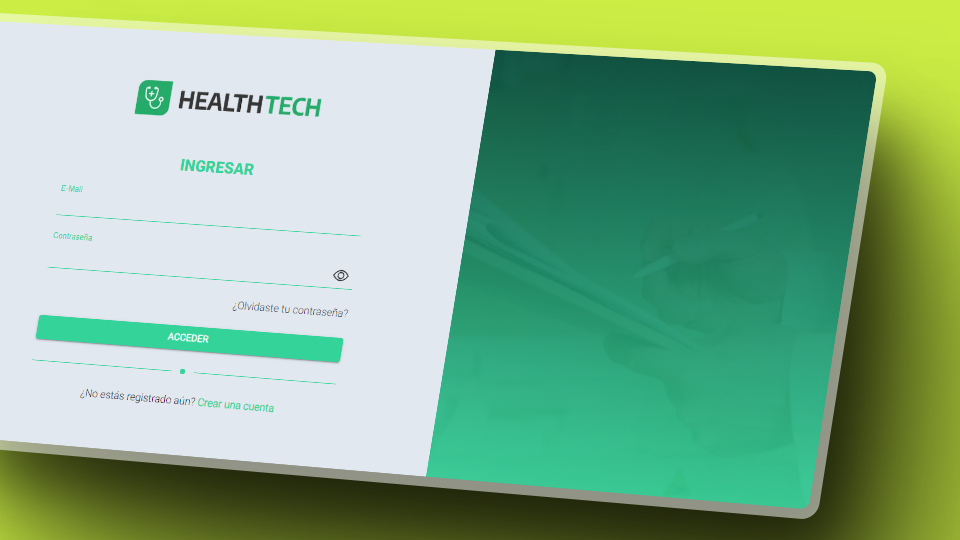 HEALTHTECH
INGRESAR
E-Mail
Contraseña
¿Olvidaste tu contraseña?
ACCEDER
¿No estás registrado aún? Crear una cuenta